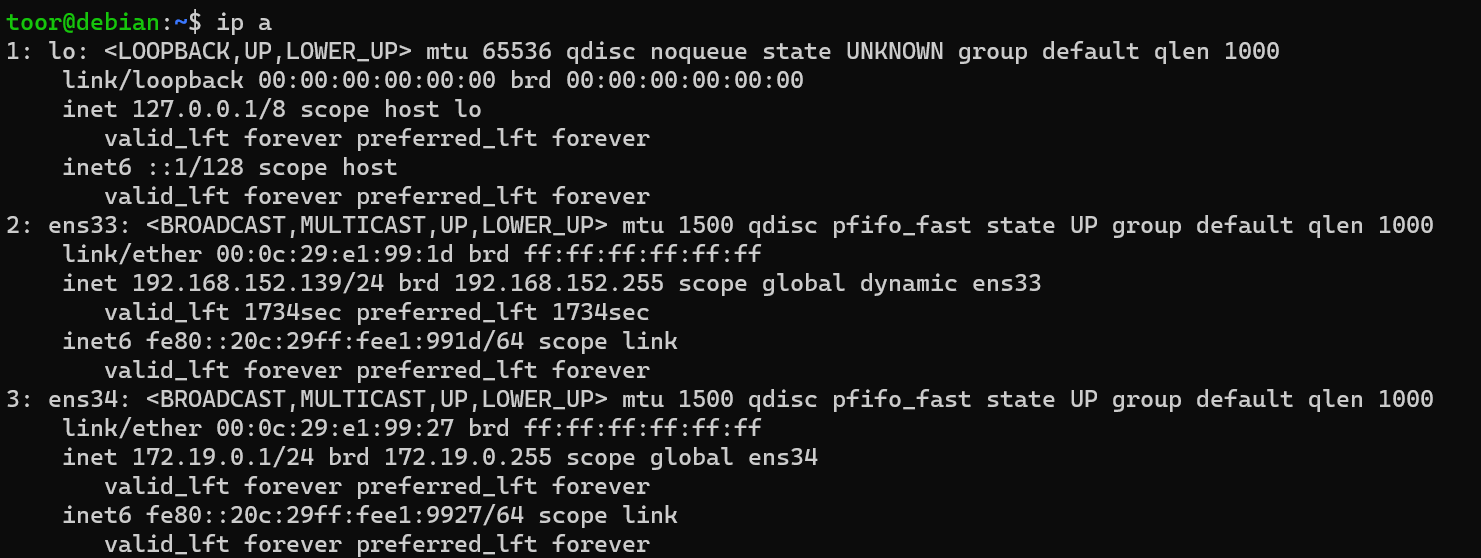 toor@debian:~$ ip a
1: lo: <LOOPBACK,UP,LOWER_UP> mtu 65536 qdisc noqueue state UNKNOWN group default qlen 1000
    link/loopback 00:00:00:00:00:00 brd 00:00:00:00:00:00
    inet 127.0.0.1/8 scope host lo
       valid_lft forever preferred_lft forever
    inet6 ::1/128 scope host
       valid_lft forever preferred_lft forever
2: ens33: <BROADCAST,MULTICAST,UP,LOWER_UP> mtu 1500 qdisc pfifo_fast state UP group default qlen 1000
    link/ether 00:0c:29:e1:99:1d brd ff:ff:ff:ff:ff:ff
    inet 192.168.152.139/24 brd 192.168.152.255 scope global dynamic ens33
       valid_lft 1734sec preferred_lft 1734sec
    inet6 fe80::20c:29ff:fee1:991d/64 scope link
       valid_lft forever preferred_lft forever
3: ens34: <BROADCAST,MULTICAST,UP,LOWER_UP> mtu 1500 qdisc pfifo_fast state UP group default qlen 1000
    link/ether 00:0c:29:e1:99:27 brd ff:ff:ff:ff:ff:ff
    inet 172.19.0.1/24 brd 172.19.0.255 scope global ens34
       valid_lft forever preferred_lft forever
    inet6 fe80::20c:29ff:fee1:9927/64 scope link
       valid_lft forever preferred_lft forever